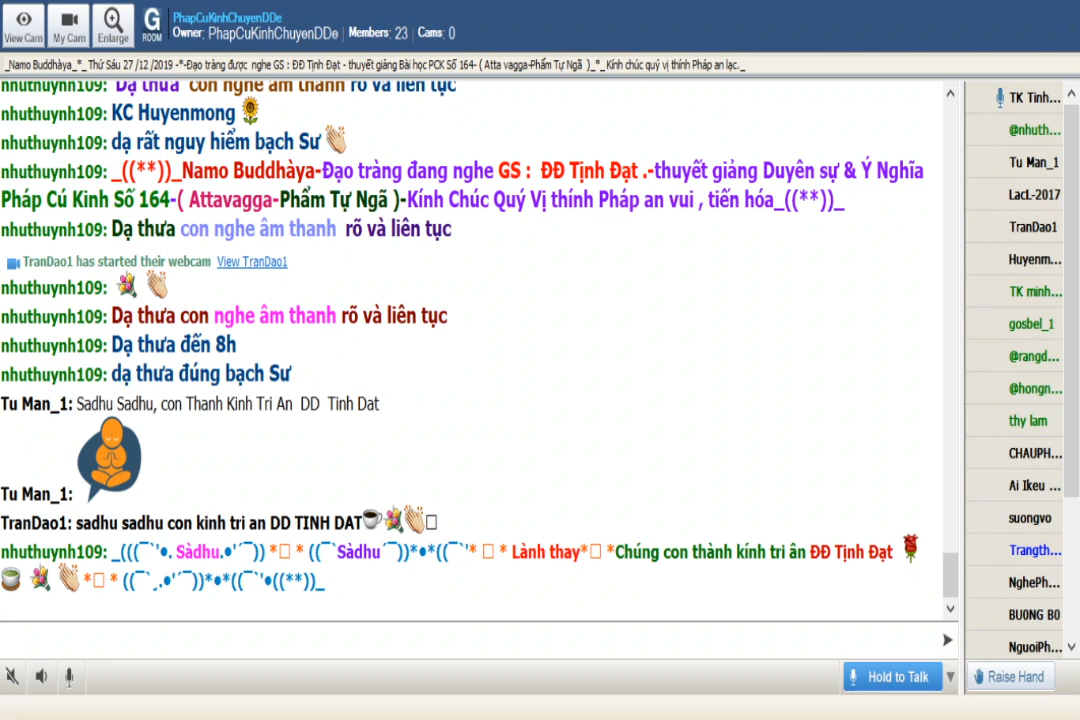 PhapCuKinhChuyenDDe
Owner: PhapCuKinhChuyenDDe | Members: 23 | Cams: 0
View Cam My Cam Enlarge G ROOM
_Namo Buddhàya_*_ Thứ Sáu 27 /12 /2019 -*-Đạo tràng được nghe GS : ĐĐ Tịnh Đạt - thuyết giảng Bài học PCK Số 164- ( Atta vagga-Phẩm Tự Ngã )_*_ Kính chúc quý vị thính Pháp an lạc._
nhuthuynh109: Dạ thưa con nghe âm thanh rõ và liên tục
nhuthuynh109: KC Huyenmong
nhuthuynh109: dạ rất nguy hiểm bạch Sư
nhuthuynh109: _((**))_Namo Buddhàya-Đạo tràng đang nghe GS : ĐĐ Tịnh Đạt .-thuyết giảng Duyên sự & Ý Nghĩa
Pháp Cú Kinh Số 164-( Attavagga-Phẩm Tự Ngã )-Kính Chúc Quý Vị thính Pháp an vui , tiến hóa_((**))_
nhuthuynh109: Dạ thưa con nghe âm thanh rõ và liên tục
TranDao1 has started their webcam View TranDao1
nhuthuynh109:
nhuthuynh109: Dạ thưa con nghe âm thanh rõ và liên tục
nhuthuynh109: Dạ thưa đến 8h
nhuthuynh109: dạ thưa đúng bạch Sư
Tu Man_1: Sadhu Sadhu, con Thanh Kinh Tri An DD Tinh Dat
Tu Man_1:
TranDao1: sadhu sadhu con kinh tri an DD TINH DAT
nhuthuynh109: _(((¯`'•. Sàdhu.•'´¯)) *□ * ((¯`Sàdhu´¯))*•*((¯`'* □ * Lành thay*□ *Chúng con thành kính tri ân ĐĐ Tịnh Đạt
*□ * ((¯`¸.•'´¯))*•*((¯`'•((**))_
TK Tinh...
@nhuth...
Tu Man_1
LacL-2017
TranDao1
Huyenm...
TK minh...
gosbel_1
@rangd...
@hongn...
thy lam
CHAUPH...
Ai Ikeu ...
suongvo
Trangth...
NghePh...
BUONG BO
NguoiPh...
Hold to Talk
Raise Hand